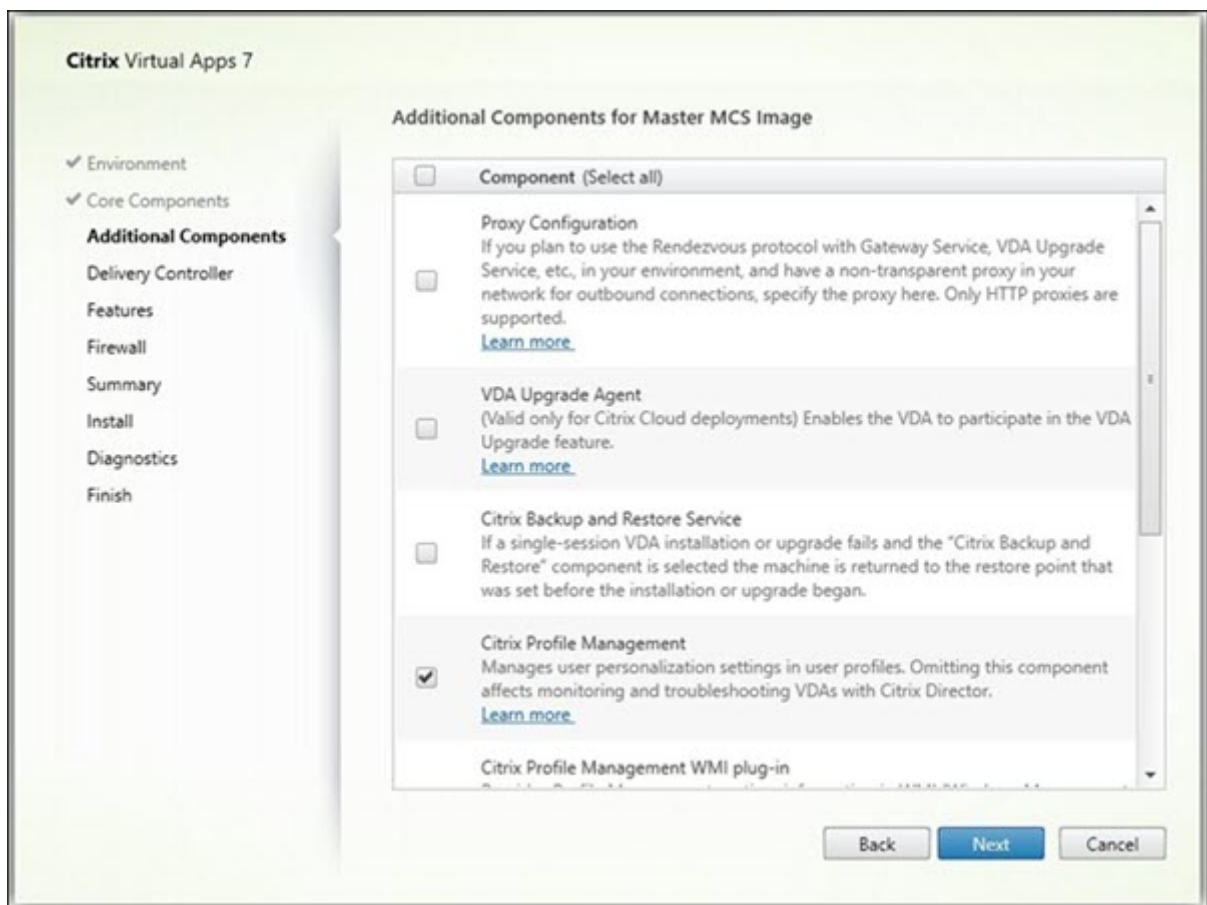 Citrix Virtual Apps 7
Environment
Core Components
Additional Components
Delivery Controller
Features
Firewall
Summary
Install
Diagnostics
Finish
Additional Components for Master MCS Image
Component (Select all)
Proxy Configuration
If you plan to use the Rendezvous protocol with Gateway Service, VDA Upgrade
Service, etc., in your environment, and have a non-transparent proxy in your
network for outbound connections, specify the proxy here. Only HTTP proxies are
supported.
Learn more
VDA Upgrade Agent
(Valid only for Citrix Cloud deployments) Enables the VDA to participate in the VDA
Upgrade feature.
Learn more
Citrix Backup and Restore Service
If a single-session VDA installation or upgrade fails and the "Citrix Backup and
Restore" component is selected the machine is returned to the restore point that
was set before the installation or upgrade began.
Citrix Profile Management
Manages user personalization settings in user profiles. Omitting this component
affects monitoring and troubleshooting VDAs with Citrix Director.
Learn more
Citrix Profile Management WMI plug-in
Back
Next
Cancel